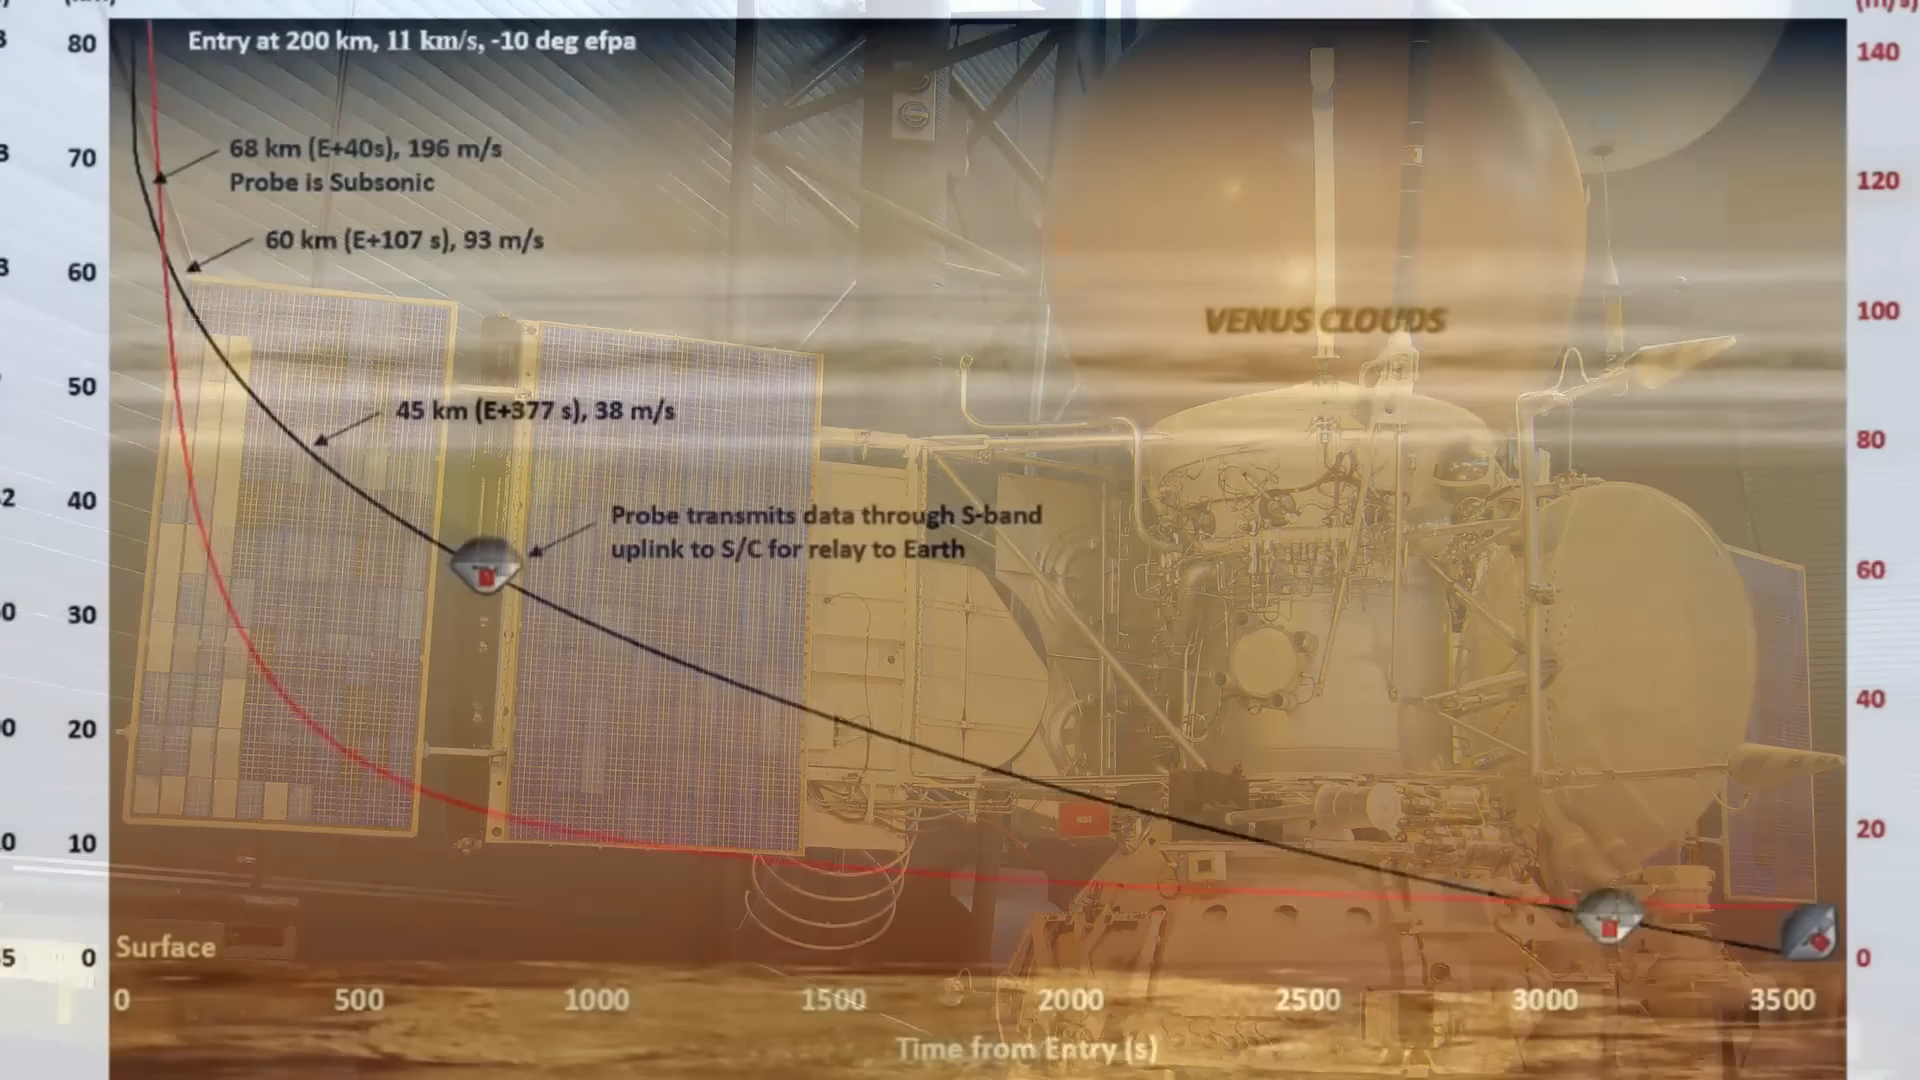 Entry at 200 km, 11 km/s, -10 deg efpa
68 km (E+40s), 196 m/s
Probe is Subsonic
60 km (E+107 s), 93 m/s
VENUS CLOUDS
45 km (E+377 s), 38 m/s
Probe transmits data through S-band
uplink to S/C for relay to Earth
Surface
80
70
60
50
40
30
20
10
0
(m/s)
140
120
100
80
60
40
20
0
0 500 1000 1500 2000 2500 3000 3500
Time from Entry (s)